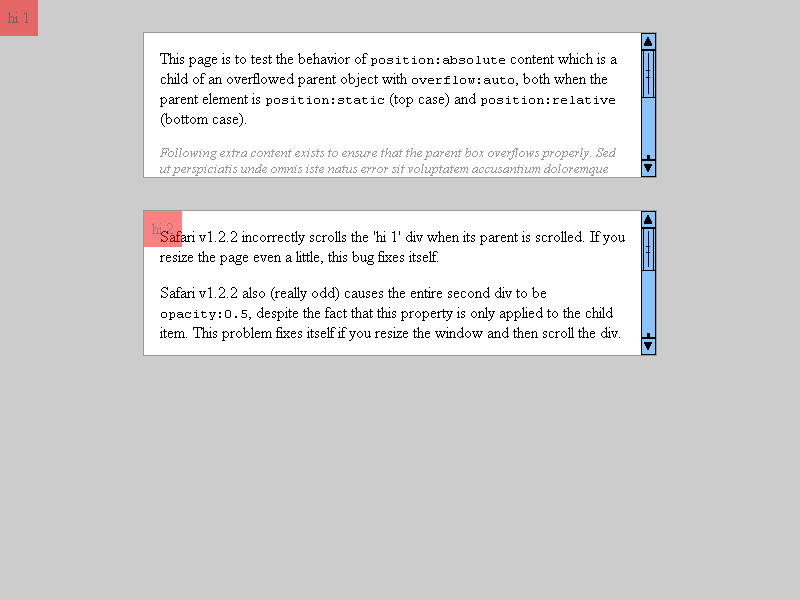 hi 1
This page is to test the behavior of position:absolute content which is a
child of an overflowed parent object with overflow:auto, both when the
parent element is position:static (top case) and position:relative
(bottom case).
Following extra content exists to ensure that the parent box overflows properly. Sed
ut perspiciatis unde omnis iste natus error sit voluptatem accusantium doloremque
hi 2
Safari v1.2.2 incorrectly scrolls the 'hi 1' div when its parent is scrolled. If you
resize the page even a little, this bug fixes itself.
Safari v1.2.2 also (really odd) causes the entire second div to be
opacity:0.5, despite the fact that this property is only applied to the child
item. This problem fixes itself if you resize the window and then scroll the div.